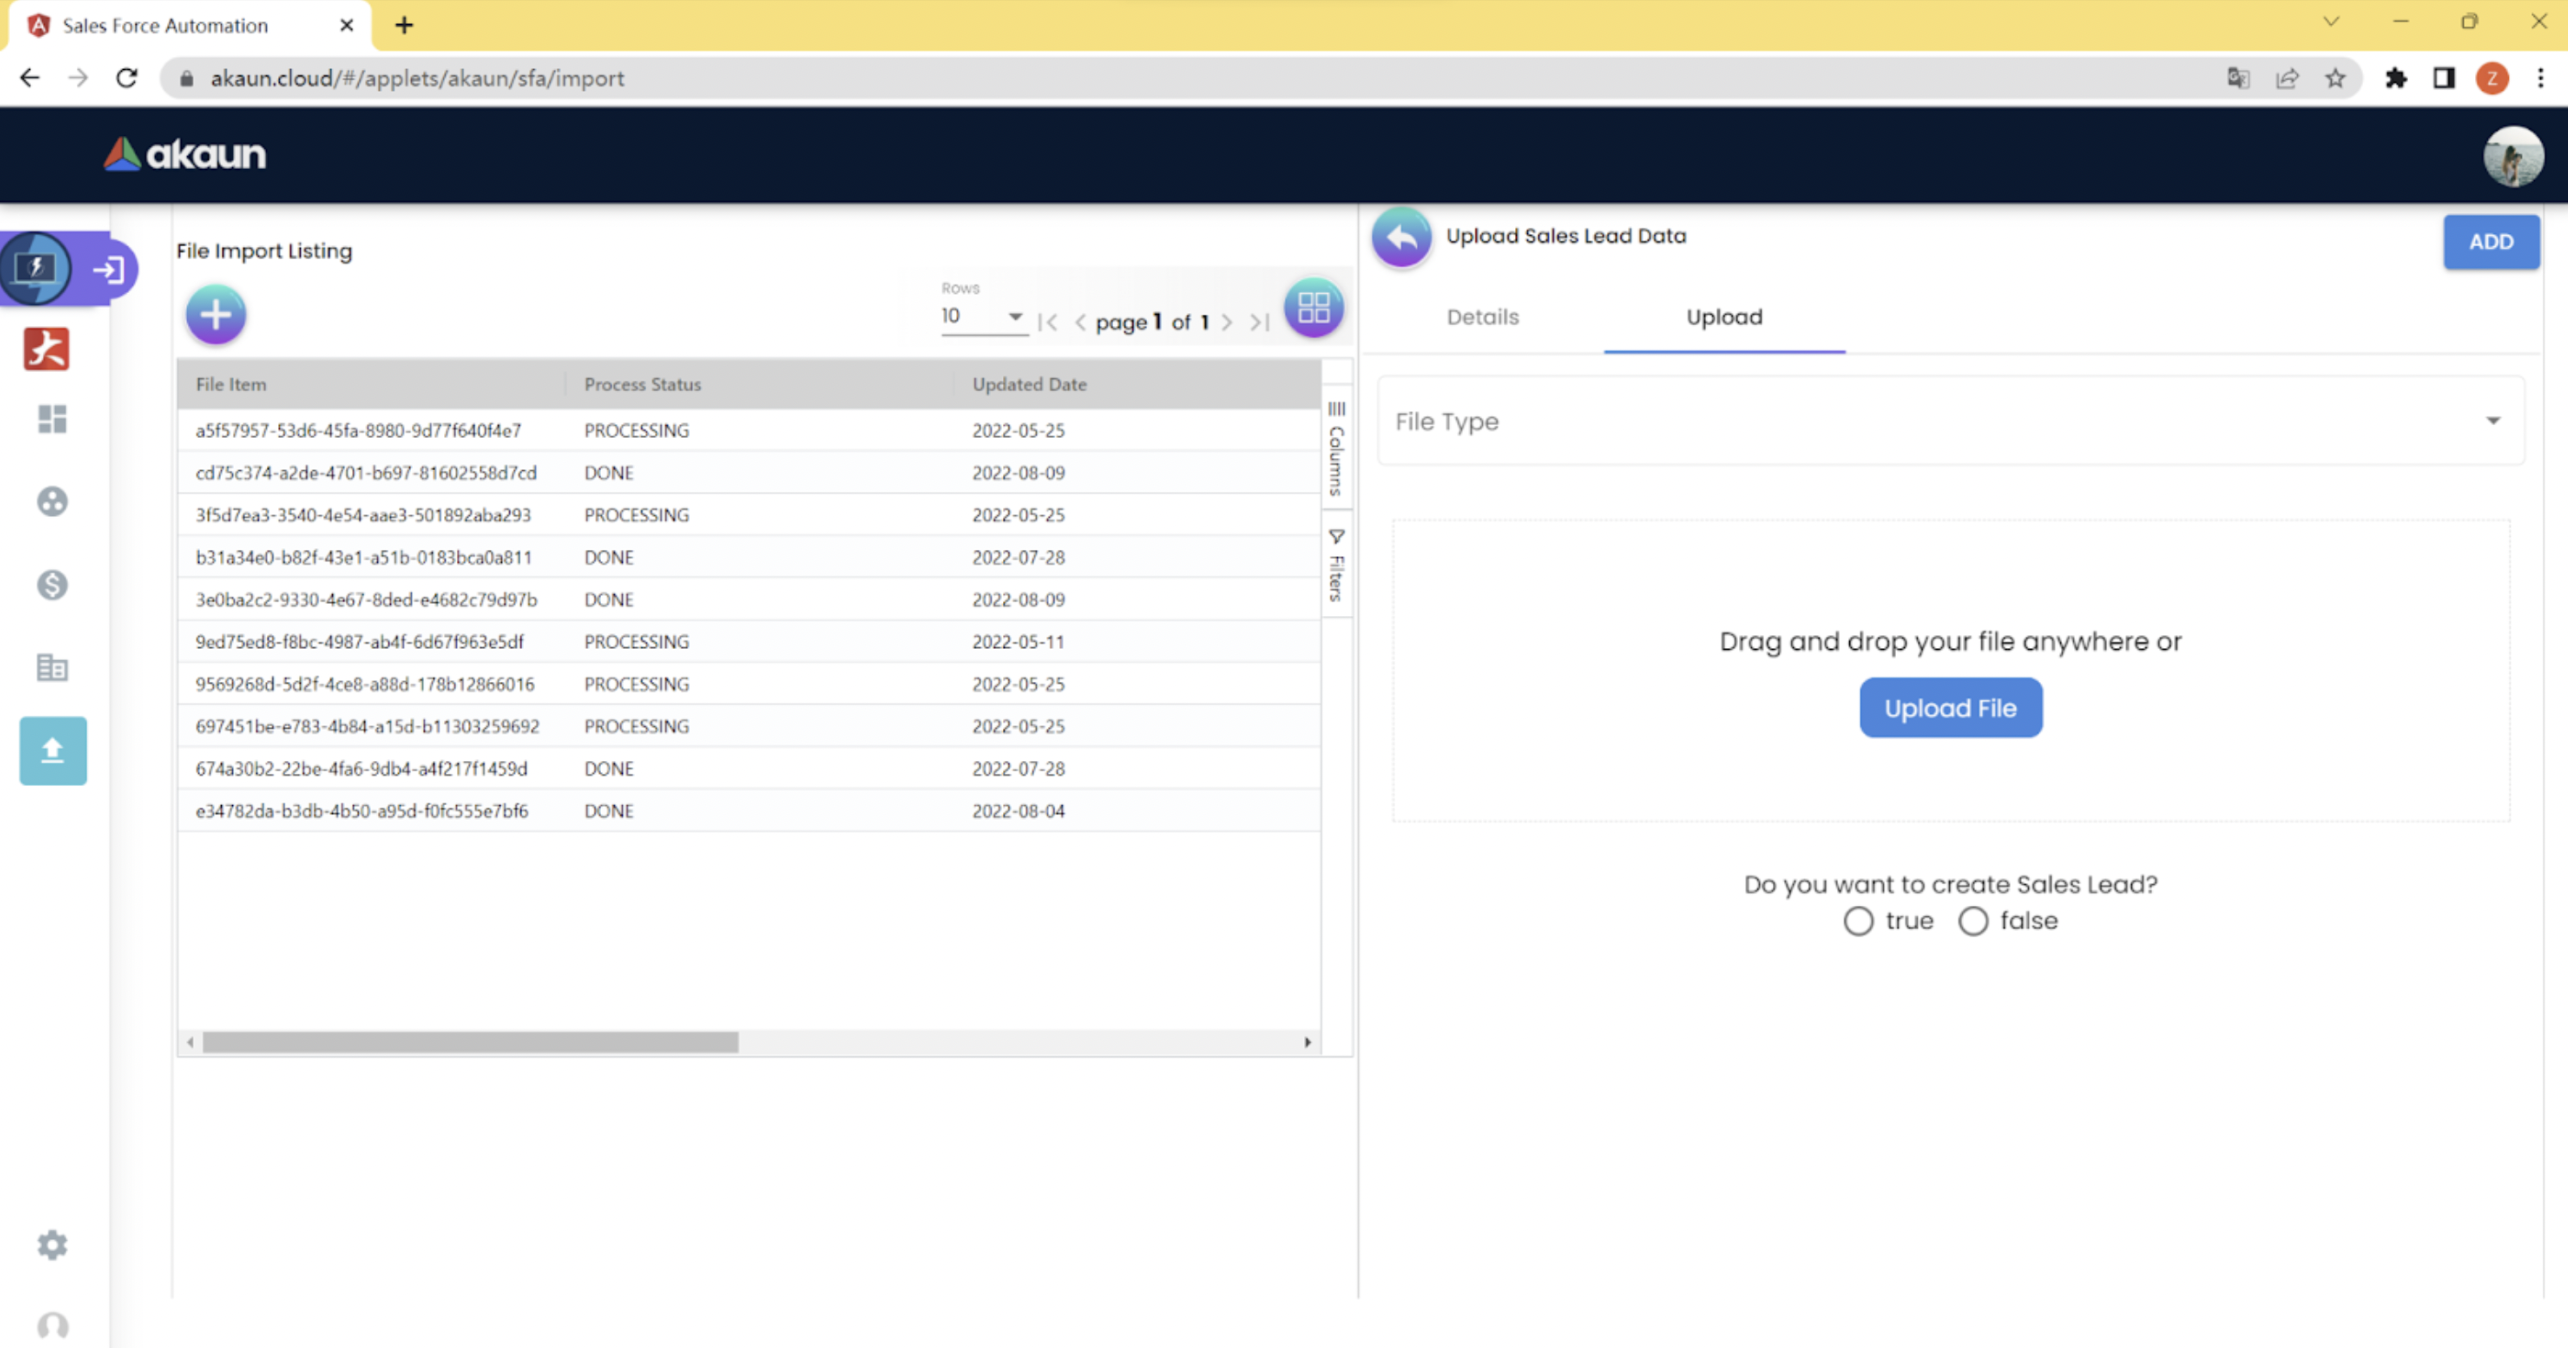 Sales Force Automation
akaun.cloud/#/applets/akaun/sfa/import
Z
akaun
File Import Listing
Rows
10
page 1 of 1
File Item Process Status Updated Date
a5f57957-53d6-45fa-8980-9d77f640f4e7 PROCESSING 2022-05-25
cd75c374-a2de-4701-b697-81602558d7cd DONE 2022-08-09
3f5d7ea3-3540-4e54-aae3-501892aba293 PROCESSING 2022-05-25
b31a34e0-b82f-43e1-a51b-0183bca0a811 DONE 2022-07-28
3e0ba2c2-9330-4e67-8ded-e4682c79d97b DONE 2022-08-09
9ed75ed8-f8bc-4987-ab4f-6d67f963e5df PROCESSING 2022-05-11
9569268d-5d2f-4ce8-a88d-178b12866016 PROCESSING 2022-05-25
697451be-e783-4b84-a15d-b11303259692 PROCESSING 2022-05-25
674a30b2-22be-4fa6-9db4-a4f217f1459d DONE 2022-07-28
e34782da-b3db-4b50-a95d-f0fc555e7bf6 DONE 2022-08-04
Columns
Filters
Upload Sales Lead Data
ADD
Details Upload
File Type
Drag and drop your file anywhere or
Upload File
Do you want to create Sales Lead?
true false